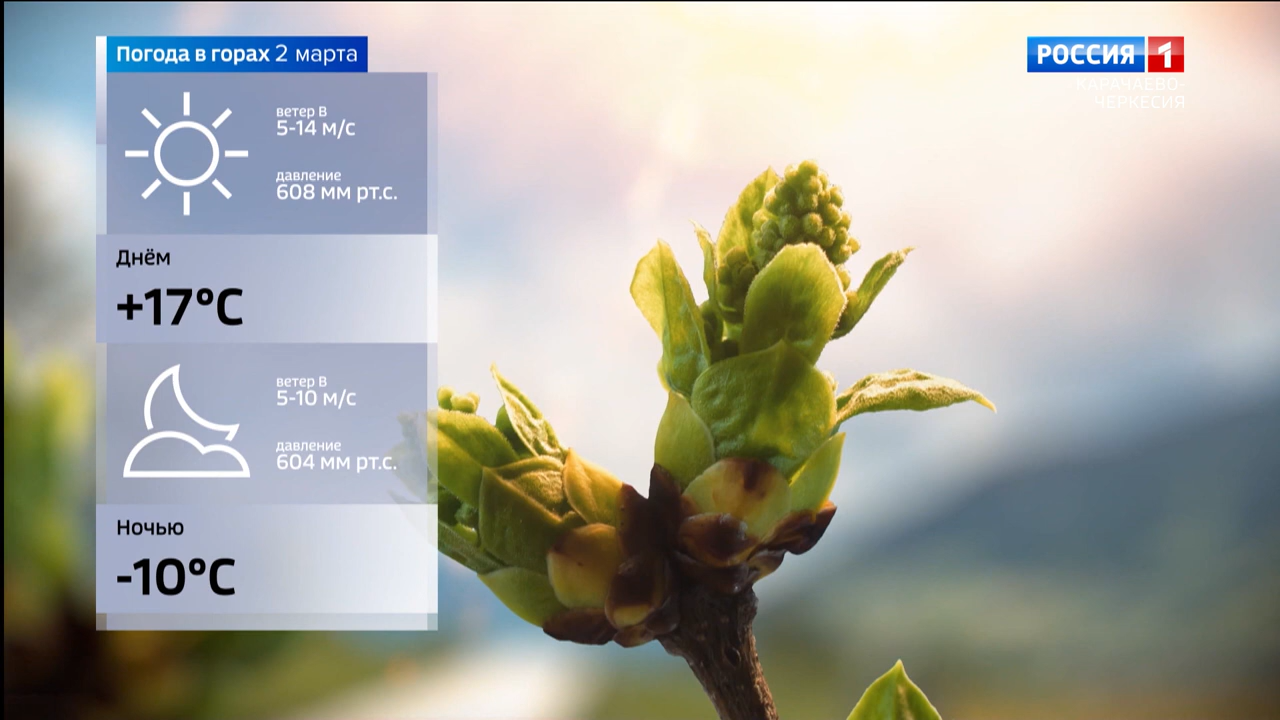 Погода в горах 2 марта
ветер В
5-14 м/с
давление
608 мм рт.с.
Днём
+17°C
ветер В
5-10 м/с
давление
604 мм рт.с.
Ночью
-10°C
РОССИЯ 1
КАРАЧАЕВО-
ЧЕРКЕСИЯ